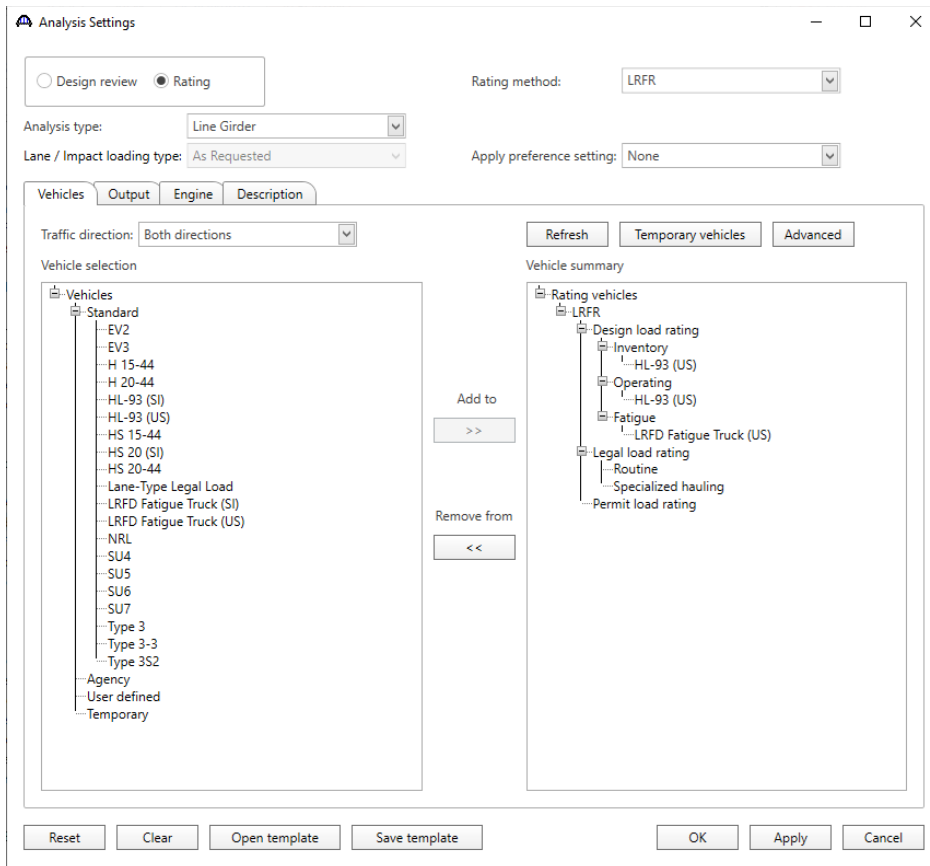 Analysis Settings
Design review
Rating
Rating method:
LRFR
Analysis type:
Line Girder
Lane / Impact loading type:
As Requested
Apply preference setting:
None
Vehicles
Output
Engine
Description
Traffic direction:
Both directions
Refresh
Temporary vehicles
Advanced
Vehicle selection
Vehicles
Standard
EV2
EV3
H 15-44
H 20-44
HL-93 (SI)
HL-93 (US)
HS 15-44
HS 20 (SI)
HS 20-44
Lane-Type Legal Load
LRFD Fatigue Truck (SI)
LRFD Fatigue Truck (US)
NRL
SU4
SU5
SU6
SU7
Type 3
Type 3-3
Type 3S2
Agency
User defined
Temporary
Add to
>>
Remove from
<<
Vehicle summary
Rating vehicles
LRFR
Design load rating
Inventory
HL-93 (US)
Operating
HL-93 (US)
Fatigue
LRFD Fatigue Truck (US)
Legal load rating
Routine
Specialized hauling
Permit load rating
Reset
Clear
Open template
Save template
OK
Apply
Cancel